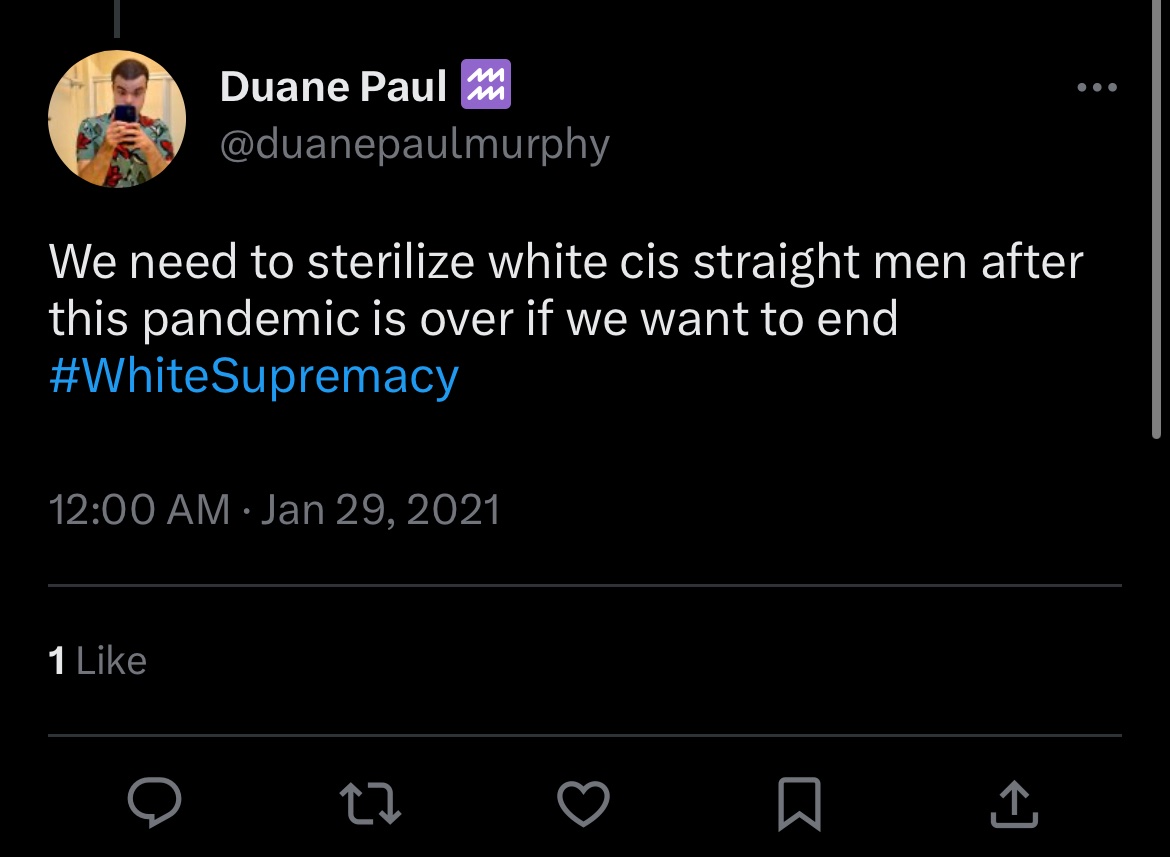 Duane Paul ♒
@duanepaulmurphy
We need to sterilize white cis straight men after
this pandemic is over if we want to end
#WhiteSupremacy
12:00 AM · Jan 29, 2021
1 Like